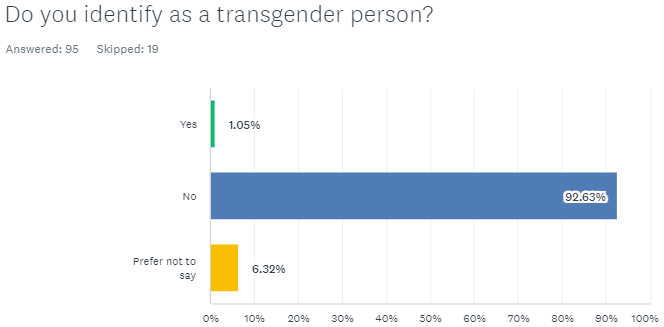 Do you identify as a transgender person?
Answered: 95 Skipped: 19
Yes 1.05%
No 92.63%
Prefer not to
say 6.32%
0% 10% 20% 30% 40% 50% 60% 70% 80% 90% 100%